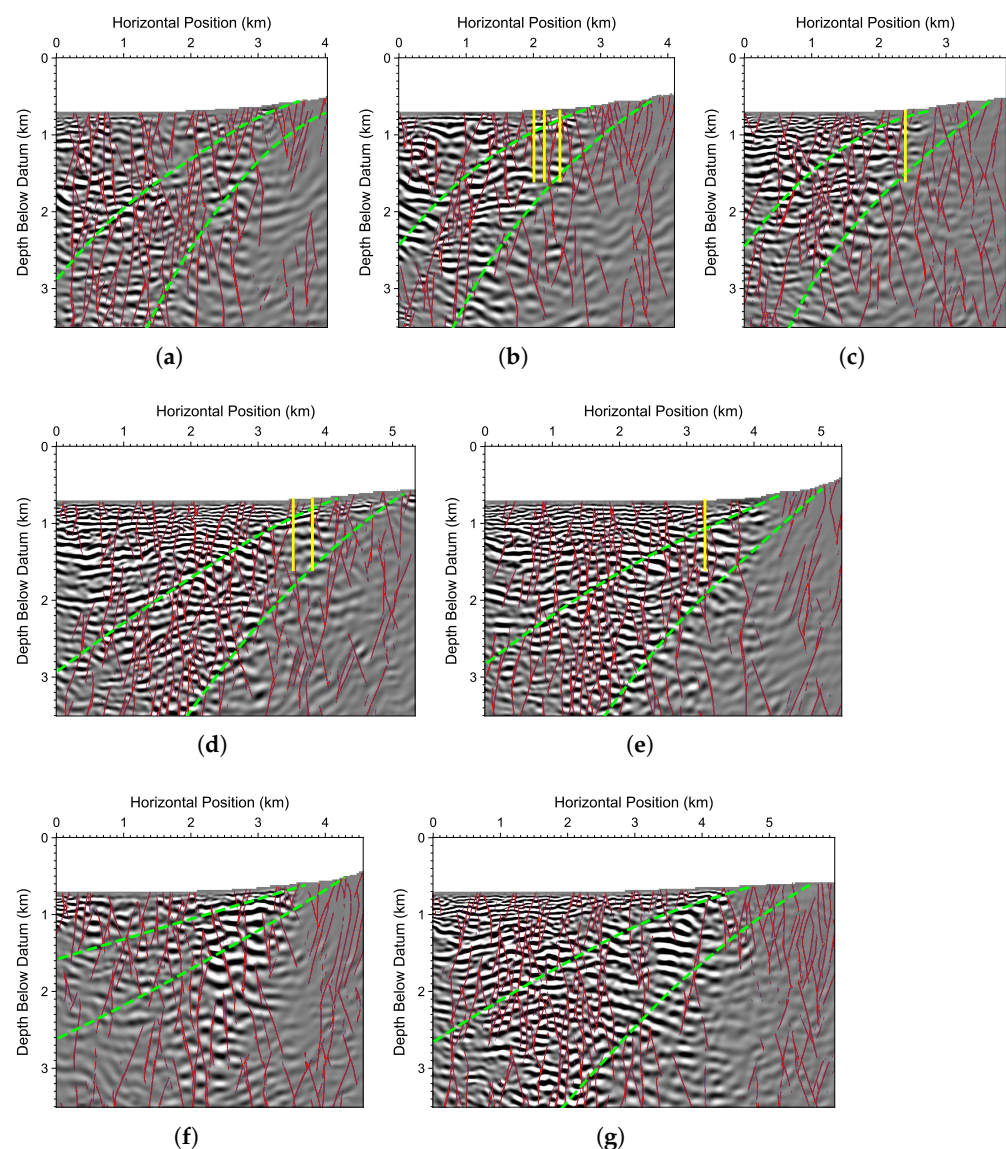 Horizontal Position (km)
0 1 2 3 4
Depth Below Datum (km)
0
1
2
3
(a)
Horizontal Position (km)
0 1 2 3 4
Depth Below Datum (km)
0
1
2
3
(b)
Horizontal Position (km)
0 1 2 3
Depth Below Datum (km)
0
1
2
3
(c)
Horizontal Position (km)
0 1 2 3 4 5
Depth Below Datum (km)
0
1
2
3
(d)
Horizontal Position (km)
0 1 2 3 4 5
Depth Below Datum (km)
0
1
2
3
(e)
Horizontal Position (km)
0 1 2 3 4
Depth Below Datum (km)
0
1
2
3
(f)
Horizontal Position (km)
0 1 2 3 4 5
Depth Below Datum (km)
0
1
2
3
(g)